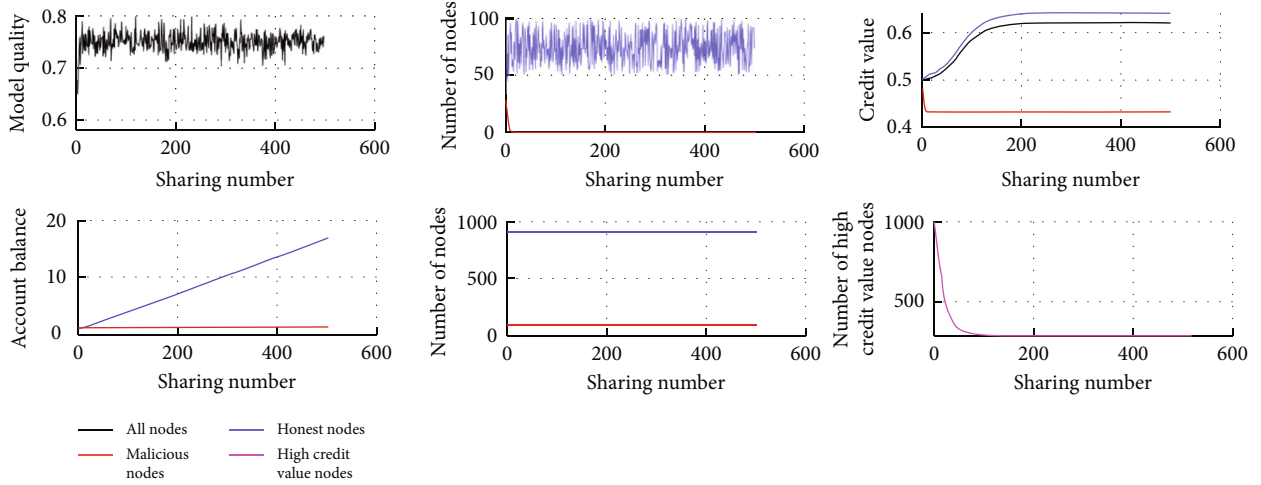 Model quality
0.8
0.7
0.6
0 200 400 600
Sharing number
Number of nodes
100
50
0
0 200 400 600
Sharing number
Credit value
0.6
0.5
0.4
0 200 400 600
Sharing number
Account balance
20
10
0
0 200 400 600
Sharing number
Number of nodes
1000
500
0
0 200 400 600
Sharing number
Number of high
credit value nodes
1000
500
0 200 400 600
Sharing number
All nodes
Malicious
nodes
Honest nodes
High credit
value nodes